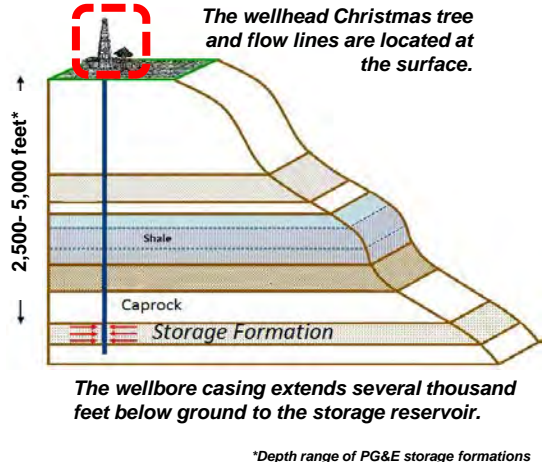 The wellhead Christmas tree
and flow lines are located at
the surface.
2,500- 5,000 feet*
Shale
Caprock
Storage Formation
The wellbore casing extends several thousand
feet below ground to the storage reservoir.
*Depth range of PG&E storage formations